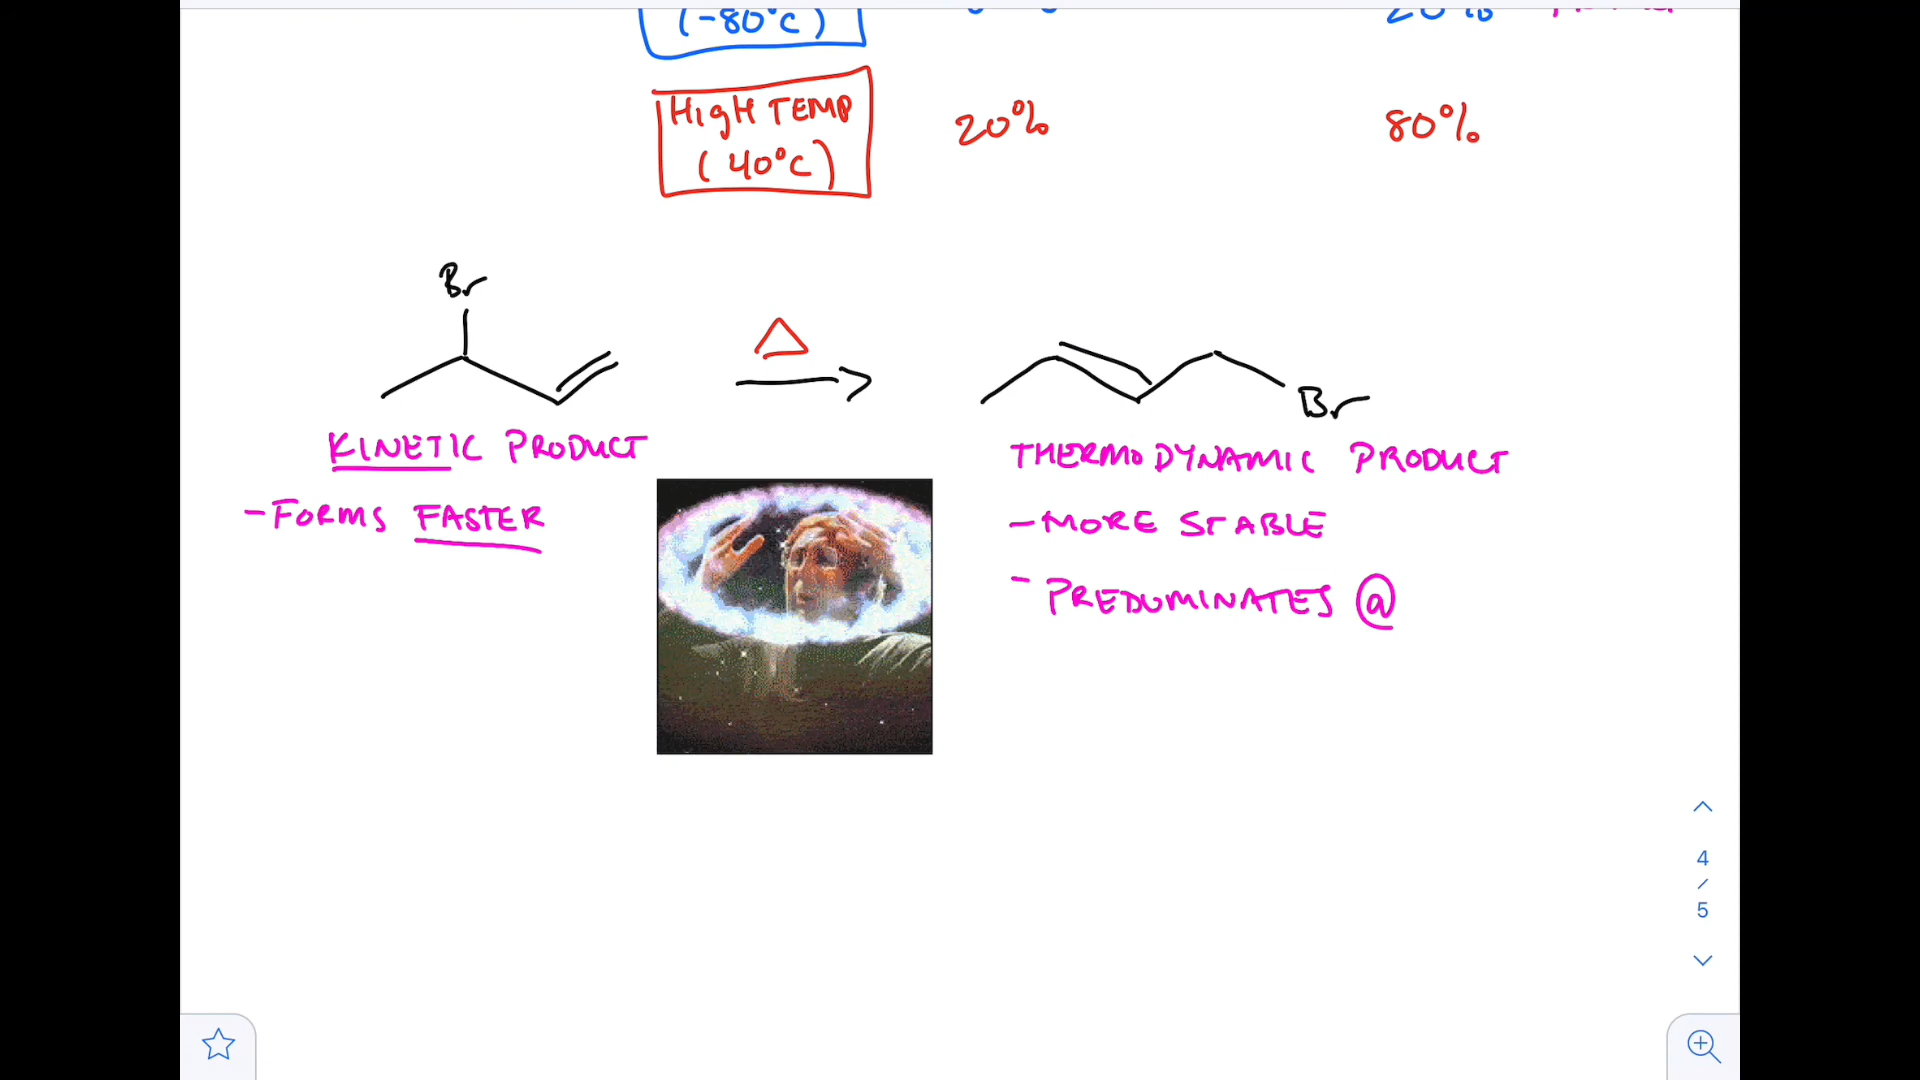 (-80°C)
HIGH TEMP
(40°C)
20%
80%
Br
Δ
Br
KINETIC PRODUCT
THERMODYNAMIC PRODUCT
-FORMS FASTER
-MORE STABLE
-PREDOMINATES @
4
/
5